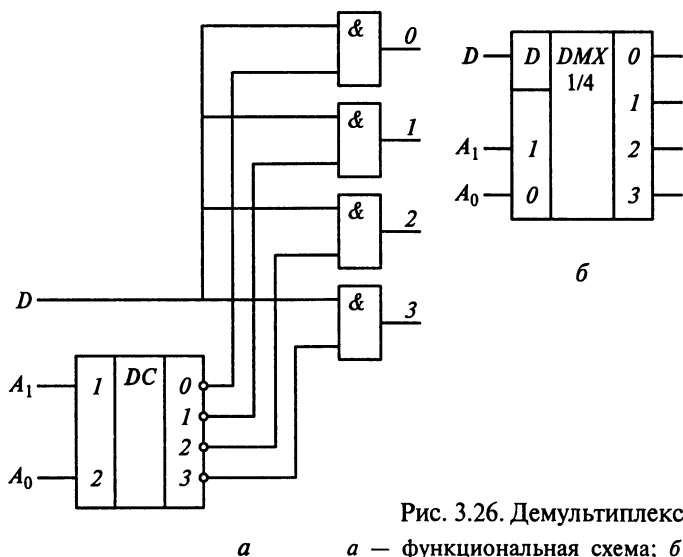 &
0
&
1
&
2
&
3
D
A1
A0
1
DC
0
1
2
2
3
D
A1
A0
D
DMX
1/4
0
1
1
2
0
3
б
Рис. 3.26. Демультиплекс
а
а — функциональная схема; б